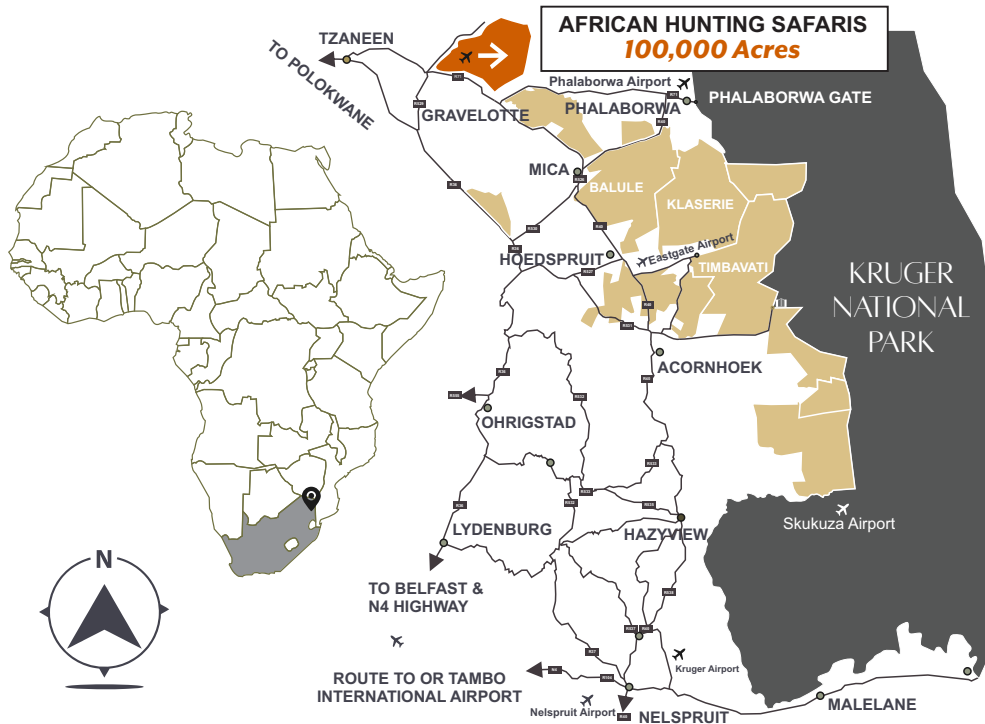 AFRICAN HUNTING SAFARIS
100,000 Acres
TZANEEN
TO POLOKWANE
Phalaborwa Airport
PHALABORWA GATE
GRAVELOTTE
PHALABORWA
MICA
BALULE
KLASERIE
HOEDSPRUIT
Eastgate Airport
TIMBAVATI
KRUGER
NATIONAL
PARK
ACORNHOEK
OHRIGSTAD
LYDENBURG
HAZYVIEW
Skukuza Airport
N
TO BELFAST &
N4 HIGHWAY
Kruger Airport
ROUTE TO OR TAMBO
INTERNATIONAL AIRPORT
Nelspruit Airport
NELSPRUIT
MALELANE